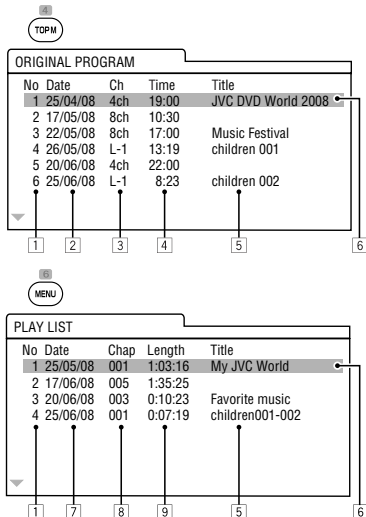 4
TOP M
ORIGINAL PROGRAM
No Date Ch Time Title
1 25/04/08 4ch 19:00 JVC DVD World 2008
2 17/05/08 8ch 10:30
3 22/05/08 8ch 17:00 Music Festival
4 26/05/08 L-1 13:19 children 001
5 20/06/08 4ch 22:00
6 25/06/08 L-1 8:23 children 002
1 2 3 4 5 6
6
MENU
PLAY LIST
No Date Chap Length Title
1 25/05/08 001 1:03:16 My JVC World
2 17/06/08 005 1:35:25
3 20/06/08 003 0:10:23 Favorite music
4 25/06/08 001 0:07:19 children001-002
1 7 8 9 5 6